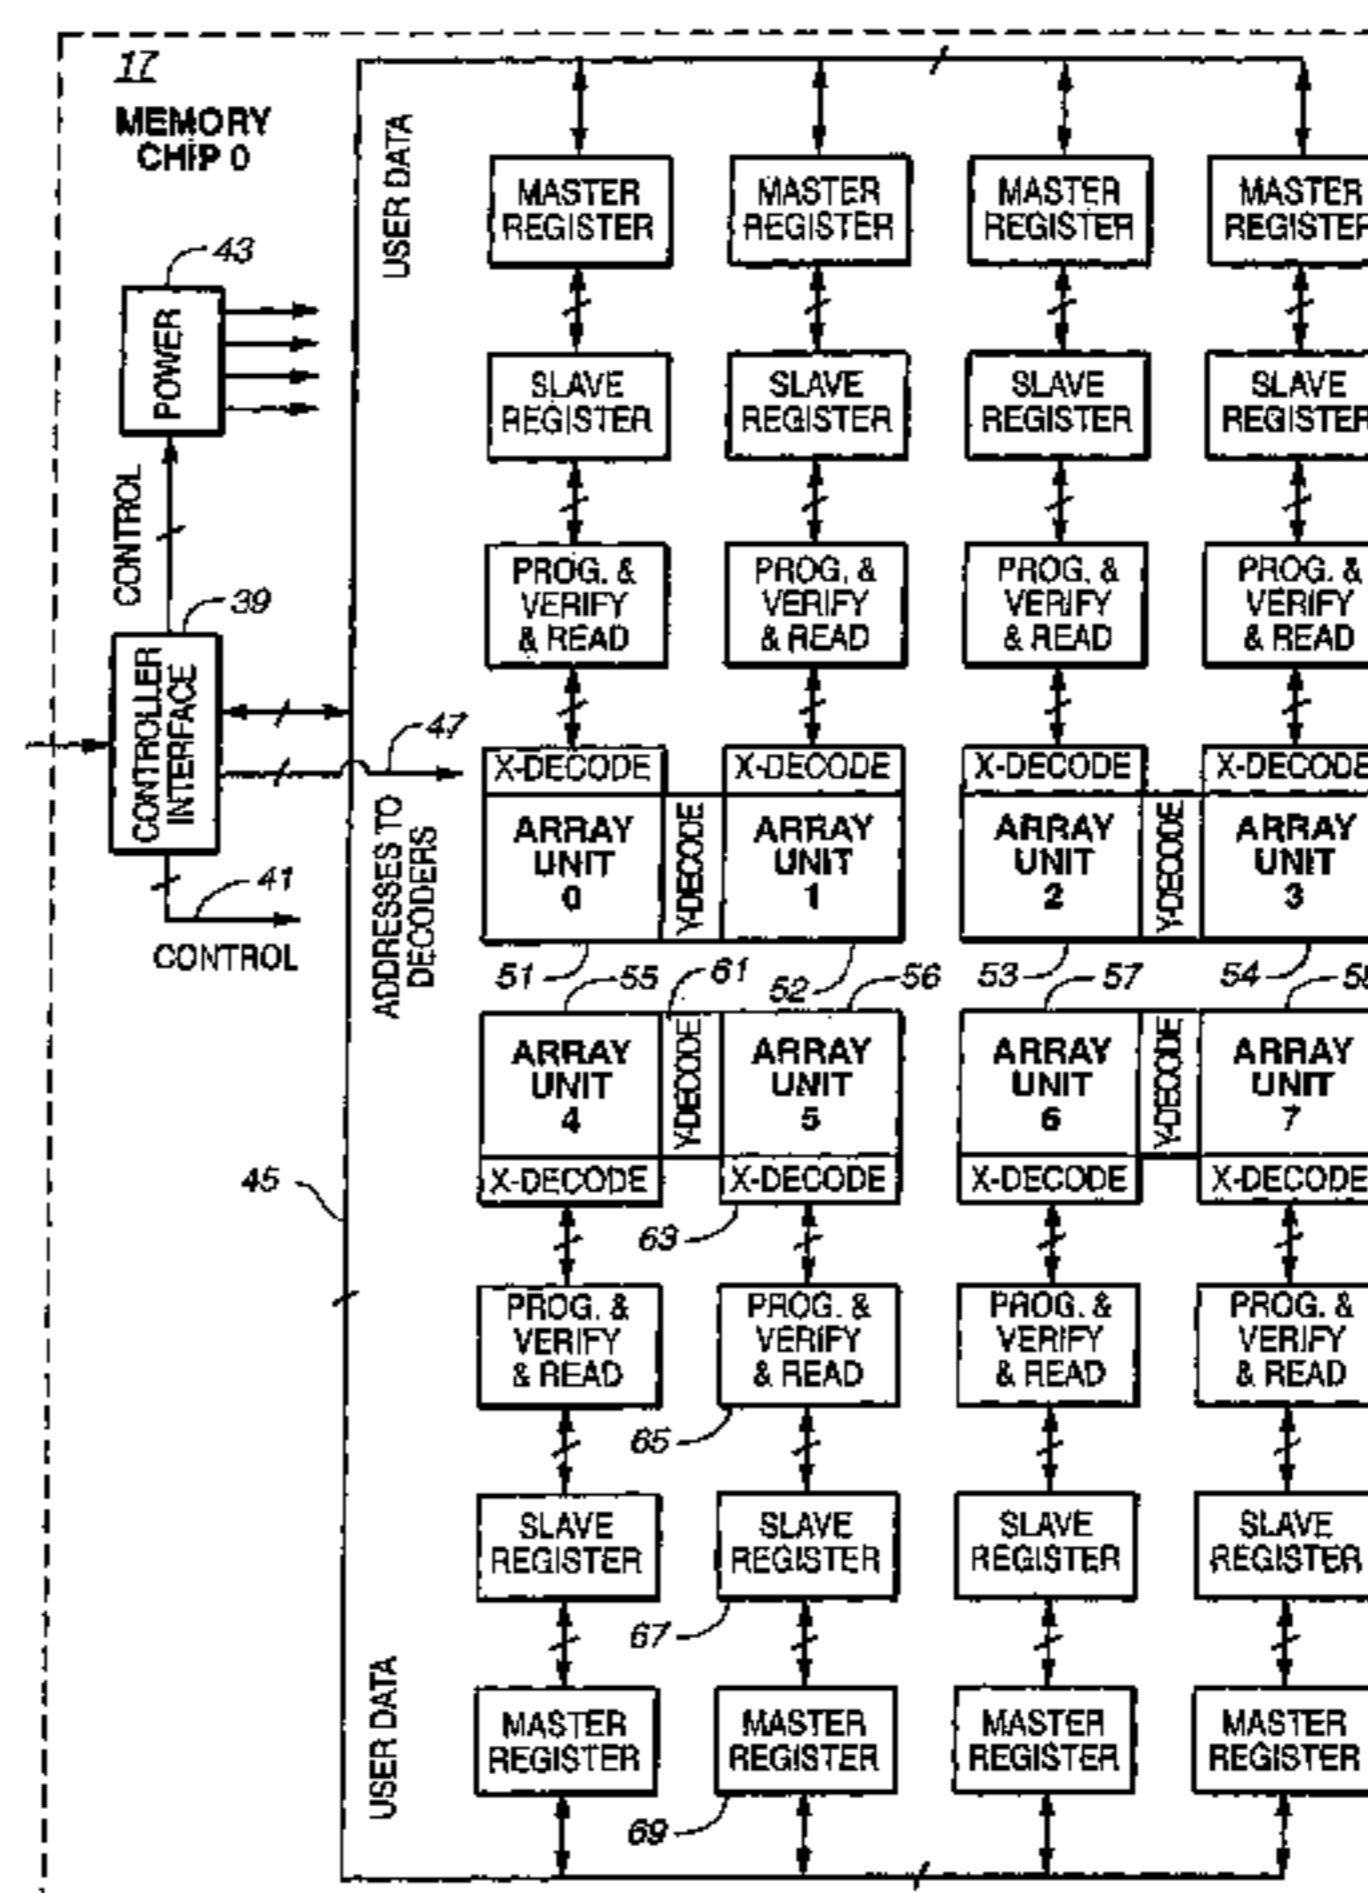 17
MEMORY
CHIP 0
USER DATA
MASTER
REGISTER
MASTER
REGISTER
MASTER
REGISTER
MASTER
REGISTER
43
POWER
SLAVE
REGISTER
SLAVE
REGISTER
SLAVE
REGISTER
SLAVE
REGISTER
CONTROL
PROG. &
VERIFY
& READ
PROG. &
VERIFY
& READ
PROG. &
VERIFY
& READ
PROG. &
VERIFY
& READ
39
CONTROLLER
INTERFACE
47
X-DECODE
X-DECODE
X-DECODE
X-DECODE
ARRAY
UNIT
0
Y-DECODE
ARRAY
UNIT
1
ARRAY
UNIT
2
Y-DECODE
ARRAY
UNIT
3
41
CONTROL
ADDRESSES TO
DECODERS
51
55
61
52
56
53
57
54
ARRAY
UNIT
4
Y-DECODE
ARRAY
UNIT
5
ARRAY
UNIT
6
Y-DECODE
ARRAY
UNIT
7
X-DECODE
X-DECODE
X-DECODE
X-DECODE
45
63
PROG. &
VERIFY
& READ
PROG. &
VERIFY
& READ
PROG. &
VERIFY
& READ
PROG. &
VERIFY
& READ
65
SLAVE
REGISTER
SLAVE
REGISTER
SLAVE
REGISTER
SLAVE
REGISTER
67
USER DATA
MASTER
REGISTER
MASTER
REGISTER
MASTER
REGISTER
MASTER
REGISTER
69